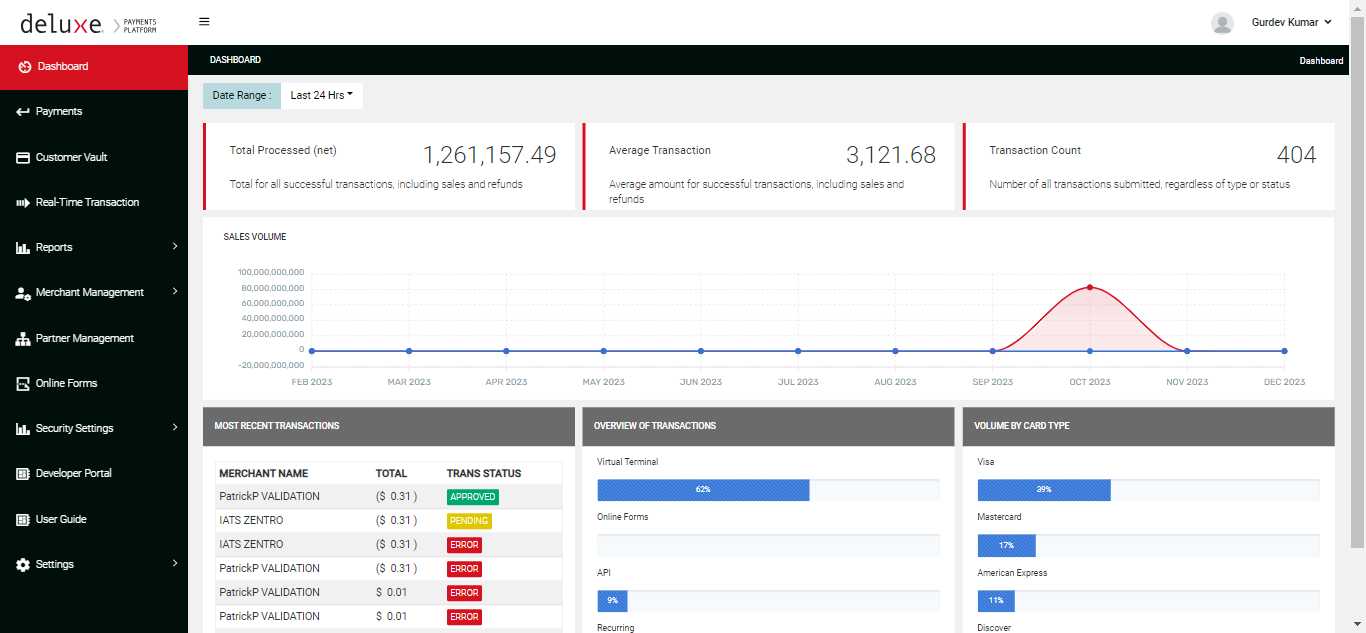 deluxe. PAYMENTS PLATFORM
Gurdev Kumar
Dashboard
Payments
Customer Vault
Real-Time Transaction
Reports
Merchant Management
Partner Management
Online Forms
Security Settings
Developer Portal
User Guide
Settings
DASHBOARD
Dashboard
Date Range :
Last 24 Hrs
Total Processed (net)
1,261,157.49
Total for all successful transactions, including sales and refunds
Average Transaction
3,121.68
Average amount for successful transactions, including sales and
refunds
Transaction Count
404
Number of all transactions submitted, regardless of type or status
SALES VOLUME
100,000,000,000
80,000,000,000
60,000,000,000
40,000,000,000
20,000,000,000
0
-20,000,000,000
FEB 2023 MAR 2023 APR 2023 MAY 2023 JUN 2023 JUL 2023 AUG 2023 SEP 2023 OCT 2023 NOV 2023 DEC 2023
MOST RECENT TRANSACTIONS
MERCHANT NAME TOTAL TRANS STATUS
PatrickP VALIDATION ($ 0.31 ) APPROVED
IATS ZENTRO ($ 0.31 ) PENDING
IATS ZENTRO ($ 0.31 ) ERROR
PatrickP VALIDATION ($ 0.31 ) ERROR
PatrickP VALIDATION $ 0.01 ERROR
PatrickP VALIDATION $ 0.01 ERROR
OVERVIEW OF TRANSACTIONS
Virtual Terminal
62%
Online Forms
API
9%
Recurring
VOLUME BY CARD TYPE
Visa
39%
Mastercard
17%
American Express
11%
Discover